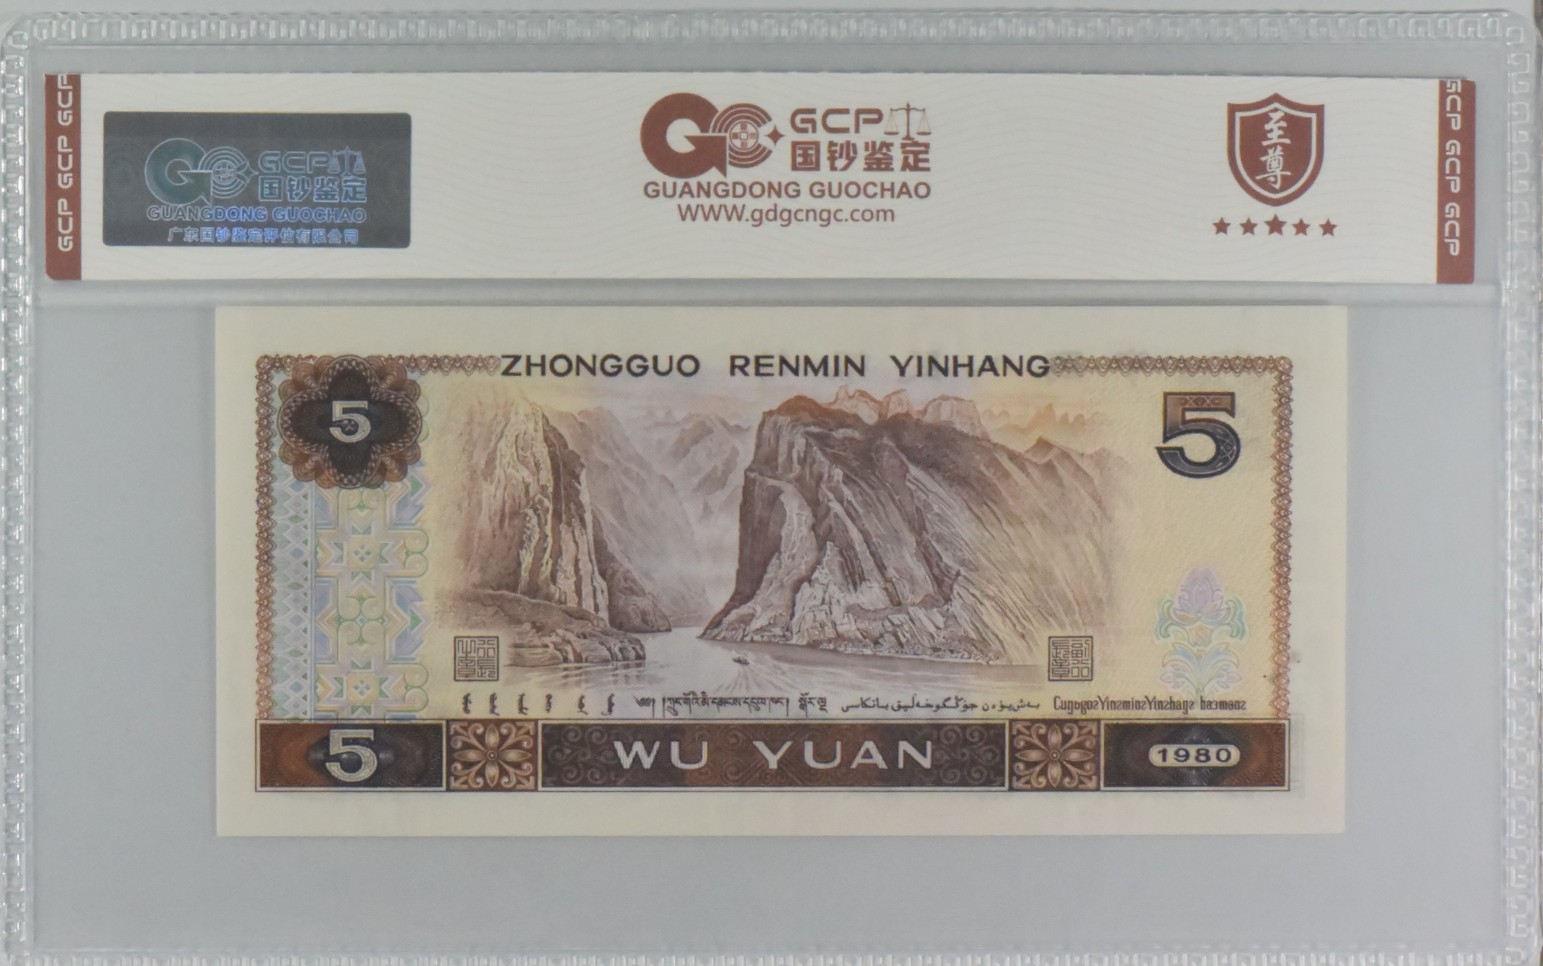 GCP GCP GCP
GCP
国钞鉴定
GUANGDONG GUOCHAO
广东国钞鉴定评估有限公司
GCP
国钞鉴定
GUANGDONG GUOCHAO
WWW.gdgcngc.com
至尊
GCP GCP GCP
ZHONGGUO RENMIN YINHANG
5
5
5
WU YUAN
1980